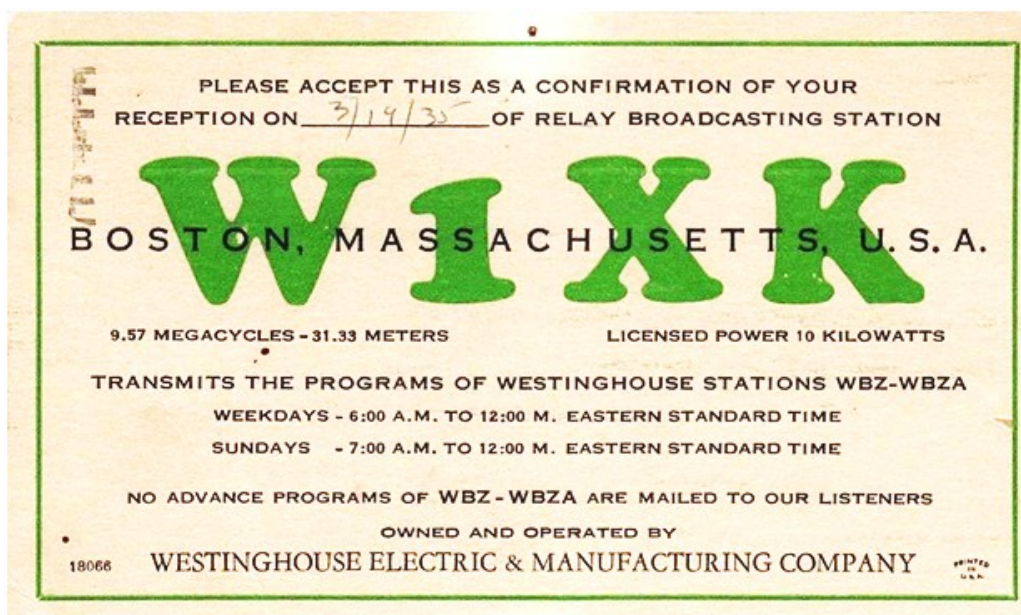 PLEASE ACCEPT THIS AS A CONFIRMATION OF YOUR
RECEPTION ON 3/19/35 OF RELAY BROADCASTING STATION
W1XK
BOSTON, MASSACHUSETTS, U.S.A.
9.57 MEGACYCLES - 31.33 METERS LICENSED POWER 10 KILOWATTS
TRANSMITS THE PROGRAMS OF WESTINGHOUSE STATIONS WBZ-WBZA
WEEKDAYS - 6:00 A.M. TO 12:00 M. EASTERN STANDARD TIME
SUNDAYS - 7:00 A.M. TO 12:00 M. EASTERN STANDARD TIME
NO ADVANCE PROGRAMS OF WBZ-WBZA ARE MAILED TO OUR LISTENERS
OWNED AND OPERATED BY
WESTINGHOUSE ELECTRIC & MANUFACTURING COMPANY
18066
PRINTED
IN
U.S.A.